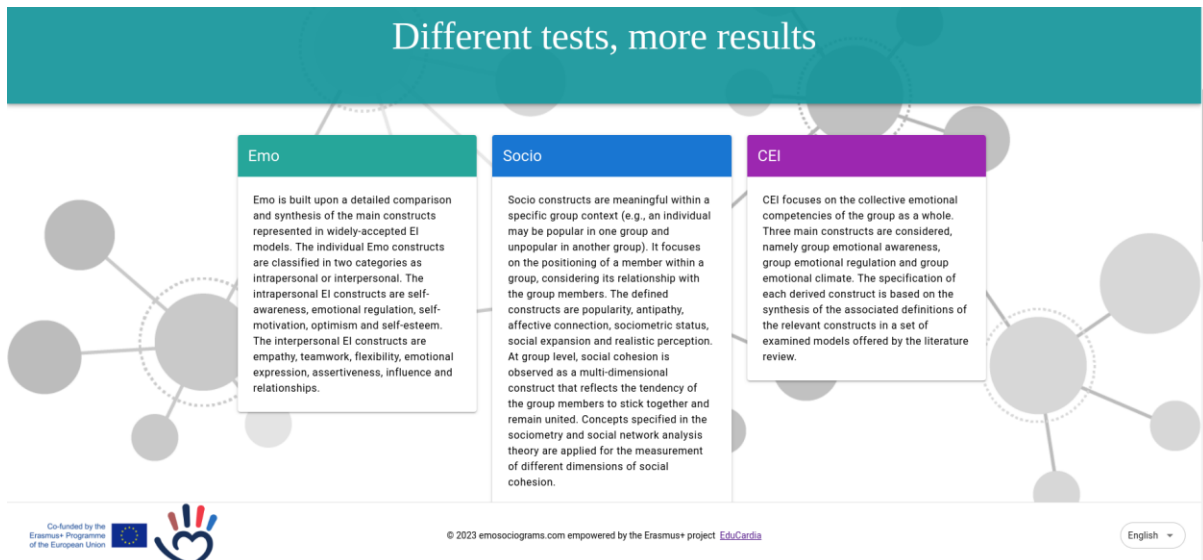 Different tests, more results
Emo
Emo is built upon a detailed comparison
and synthesis of the main constructs
represented in widely-accepted EI
models. The individual Emo constructs
are classified in two categories as
intrapersonal or interpersonal. The
intrapersonal EI constructs are self-
awareness, emotional regulation, self-
motivation, optimism and self-esteem.
The interpersonal EI constructs are
empathy, teamwork, flexibility, emotional
expression, assertiveness, influence and
relationships.
Socio
Socio constructs are meaningful within a
specific group context (e.g., an individual
may be popular in one group and
unpopular in another group). It focuses
on the positioning of a member within a
group, considering its relationship with
the group members. The defined
constructs are popularity, antipathy,
affective connection, sociometric status,
social expansion and realistic perception.
At group level, social cohesion is
observed as a multi-dimensional
construct that reflects the tendency of
the group members to stick together and
remain united. Concepts specified in the
sociometry and social network analysis
theory are applied for the measurement
of different dimensions of social
cohesion.
CEI
CEI focuses on the collective emotional
competencies of the group as a whole.
Three main constructs are considered,
namely group emotional awareness,
group emotional regulation and group
emotional climate. The specification of
each derived construct is based on the
synthesis of the associated definitions of
the relevant constructs in a set of
examined models offered by the literature
review.
Co-funded by the
Erasmus+ Programme
of the European Union
© 2023 emosociograms.com empowered by the Erasmus+ project EduCardia
English